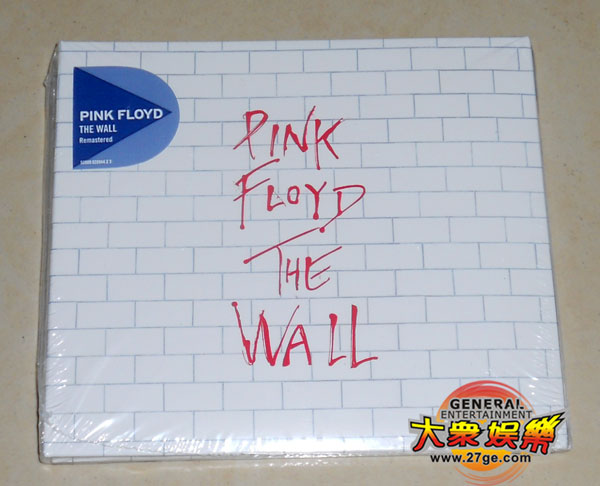 PINK FLOYD
THE WALL
Remastered
PINK
FLOYD
THE
WALL
GENERAL
ENTERTAINMENT
大衆娛樂
www.27ge.com